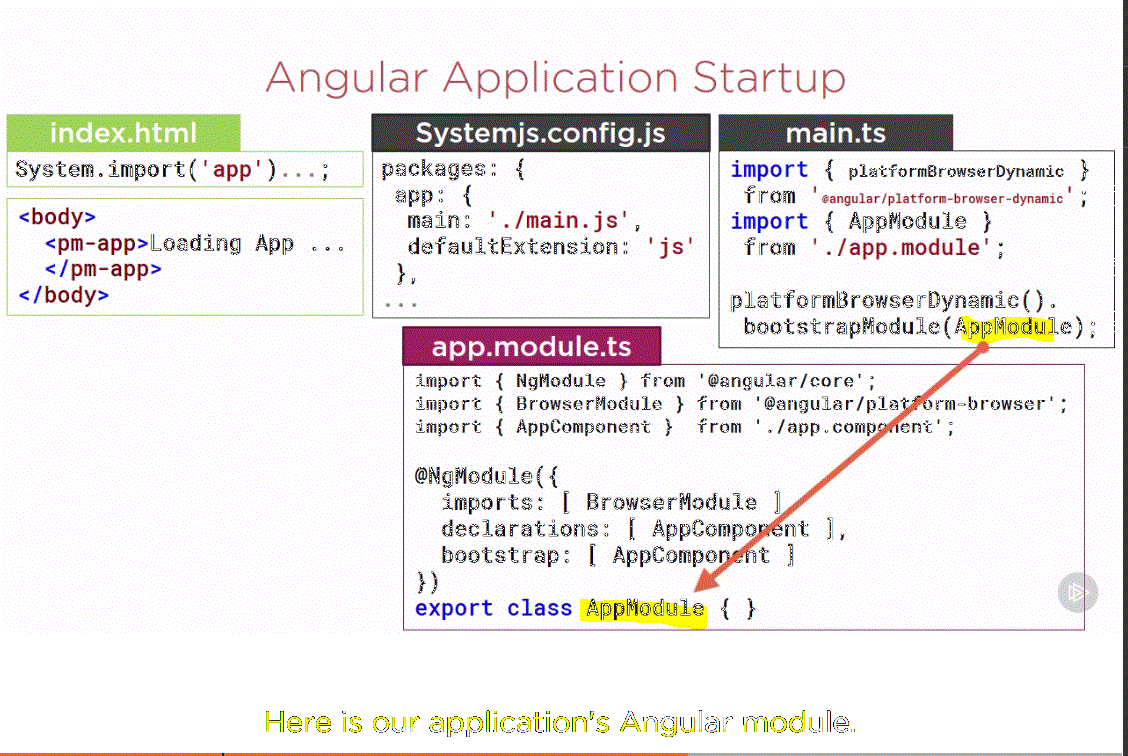 Angular Application Startup
index.html
System.import('app')...;
<body>
<pm-app>Loading App ...
</pm-app>
</body>
Systemjs.config.js
packages: {
app: {
main: './main.js',
defaultExtension: 'js'
},
...
main.ts
import { platformBrowserDynamic }
from '@angular/platform-browser-dynamic';
import { AppModule }
from './app.module';
platformBrowserDynamic().
bootstrapModule(AppModule);
app.module.ts
import { NgModule } from '@angular/core';
import { BrowserModule } from '@angular/platform-browser';
import { AppComponent }  from './app.component';
@NgModule({
imports: [ BrowserModule ]
declarations: [ AppComponent ],
bootstrap: [ AppComponent ]
})
export class AppModule { }
Here is our application's Angular module.